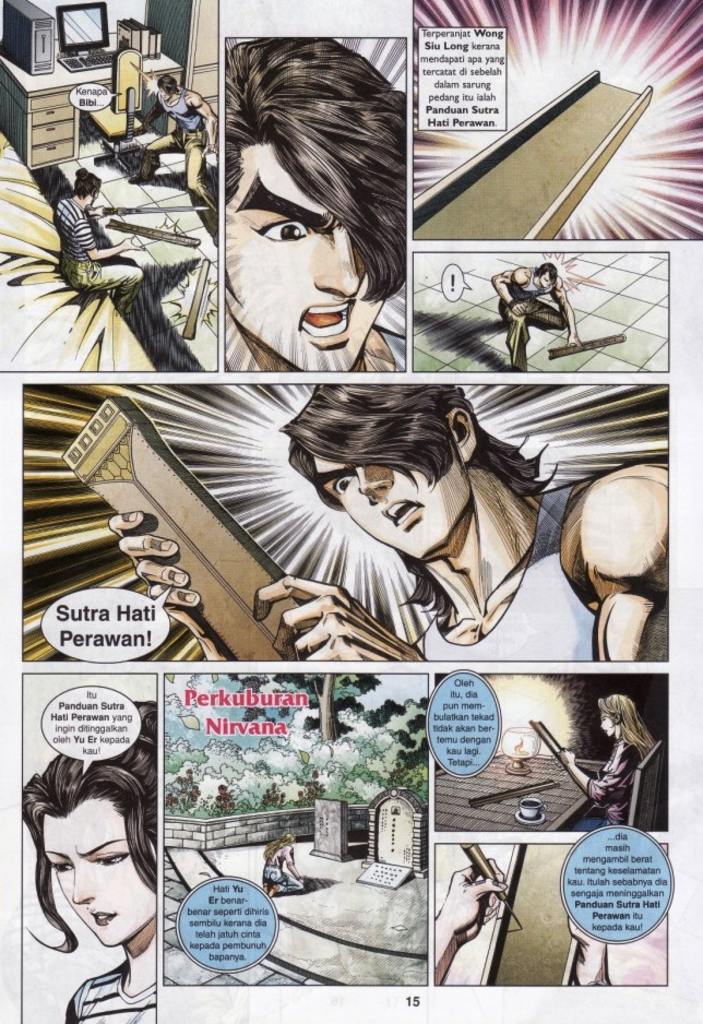 Kenapa
Bibi...
Terperanjat Wong
Siu Long kerana
mendapati apa yang
tercatat di sebelah
dalam sarung
pedang itu ialah
Panduan Sutra
Hati Perawan.
!
Sutra Hati
Perawan!
Itu
Panduan Sutra
Hati Perawan yang
ingin ditinggalkan
oleh Yu Er kepada
kau!
Perkuburan
Nirvana
Hati Yu
Er benar-
benar seperti dihiris
sembilu kerana dia
telah jatuh cinta
kepada pembunuh
bapanya.
Oleh
itu, dia
pun mem-
bulatkan tekad
tidak akan ber-
temu dengan
kau lagi.
Tetapi...
...dia
masih
mengambil berat
tentang keselamatan
kau. Itulah sebabnya dia
sengaja meninggalkan
Panduan Sutra Hati
Perawan itu
kepada kau!
15